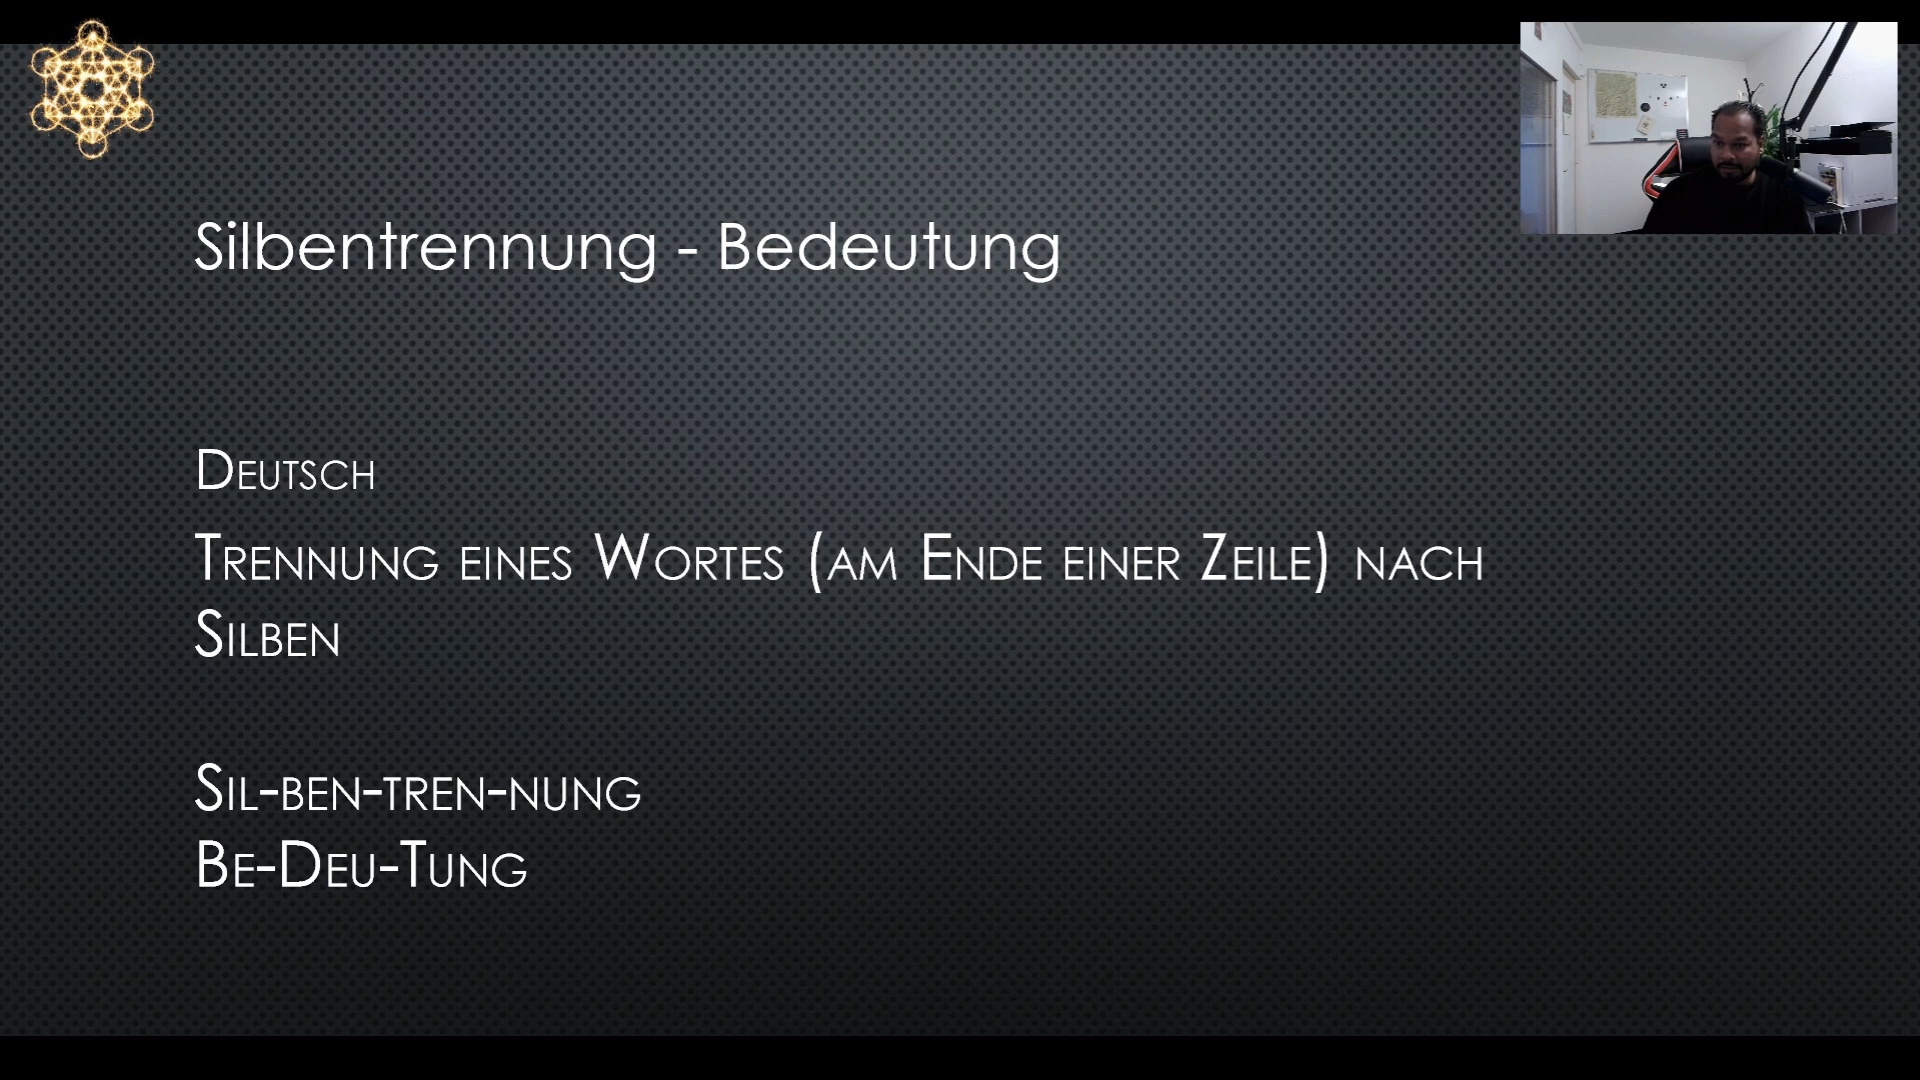 Silbentrennung - Bedeutung
Deutsch
Trennung eines Wortes (am Ende einer Zeile) nach
Silben
Sil-ben-tren-nung
Be-Deu-Tung